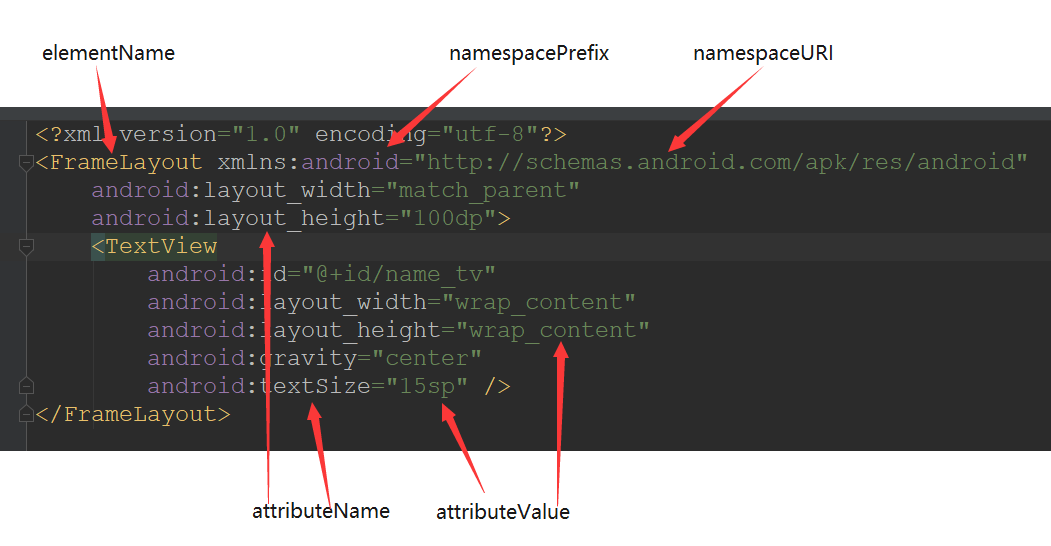 elementName namespacePrefix namespaceURI
<?xml version="1.0" encoding="utf-8"?>
<FrameLayout xmlns:android="http://schemas.android.com/apk/res/android"
    android:layout_width="match_parent"
    android:layout_height="100dp">
    <TextView
        android:id="@+id/name_tv"
        android:layout_width="wrap_content"
        android:layout_height="wrap_content"
        android:gravity="center"
        android:textSize="15sp" />
</FrameLayout>
attributeName attributeValue